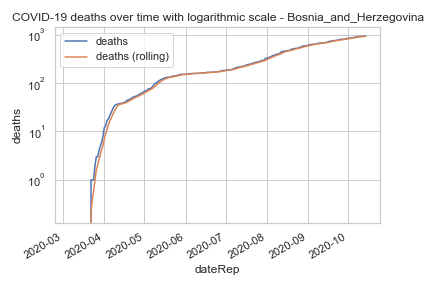 COVID-19 deaths over time with logarithmic scale - Bosnia_and_Herzegovina
deaths
deaths (rolling)
10³
10²
10¹
10⁰
deaths
2020-03
2020-04
2020-05
2020-06
2020-07
2020-08
2020-09
2020-10
dateRep